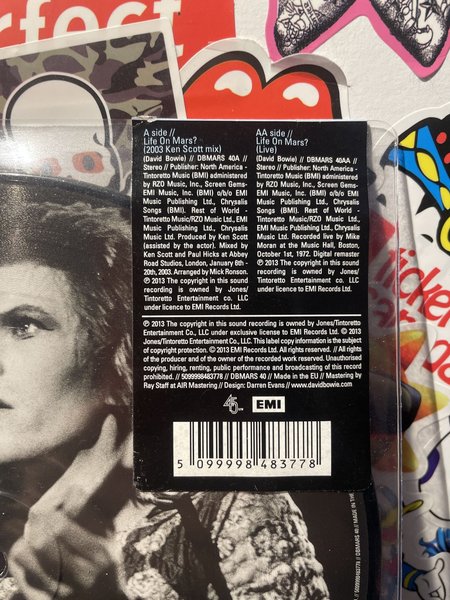 erfect
A side //
Life On Mars?
(2003 Ken Scott mix)
(David Bowie) // DBMARS 40A //
Stereo // Publisher: North America -
Tintoretto Music (BMI) administered
by RZO Music, Inc., Screen Gems-
EMI Music, Inc. (BMI) o/b/o EMI
Music Publishing Ltd., Chrysalis
Songs (BMI). Rest of World -
Tintoretto Music/RZO Music Ltd., EMI
Music Publishing Ltd., Chrysalis
Music Ltd. Produced by Ken Scott
(assisted by the actor). Mixed by
Ken Scott and Paul Hicks at Abbey
Road Studios, London, January 6th -
20th, 2003. Arranged by Mick Ronson.
℗ 2013 The copyright in this sound
recording is owned by Jones/
Tintoretto Entertainment co. LLC
under licence to EMI Records Ltd.
AA side //
Life On Mars?
(Live)
(David Bowie) // DBMARS 40AA //
Stereo // Publisher: North America -
Tintoretto Music (BMI) administered
by RZO Music, Inc., Screen Gems-
EMI Music, Inc. (BMI) o/b/o EMI
Music Publishing Ltd., Chrysalis
Songs (BMI). Rest of World -
Tintoretto Music/RZO Music Ltd.,
EMI Music Publishing Ltd., Chrysalis
Music Ltd. Recorded live by Mike
Moran at the Music Hall, Boston,
October 1st, 1972. Digital remaster
℗ 2013 The copyright in this sound
recording is owned by Jones/
Tintoretto Entertainment co. LLC
under licence to EMI Records Ltd.
℗ 2013 The copyright in this sound recording is owned by Jones/Tintoretto
Entertainment Co., LLC under exclusive license to EMI Records Ltd. © 2013
Jones/Tintoretto Entertainment Co., LLC. This label copy information is the subject
of copyright protection. © 2013 EMI Records Ltd. All rights reserved. // All rights
of the producer and of the owner of the recorded work reserved. Unauthorised
copying, hiring, renting, public performance and broadcasting of this record
prohibited. // 5099998483778 // DBMARS 40 // Made in the EU // Mastering by
Ray Staff at AIR Mastering // Design: Darren Evans // www.davidbowie.com
EMI
5 099998 483778
5099998483778 // DBMARS 40 // MADE IN THE